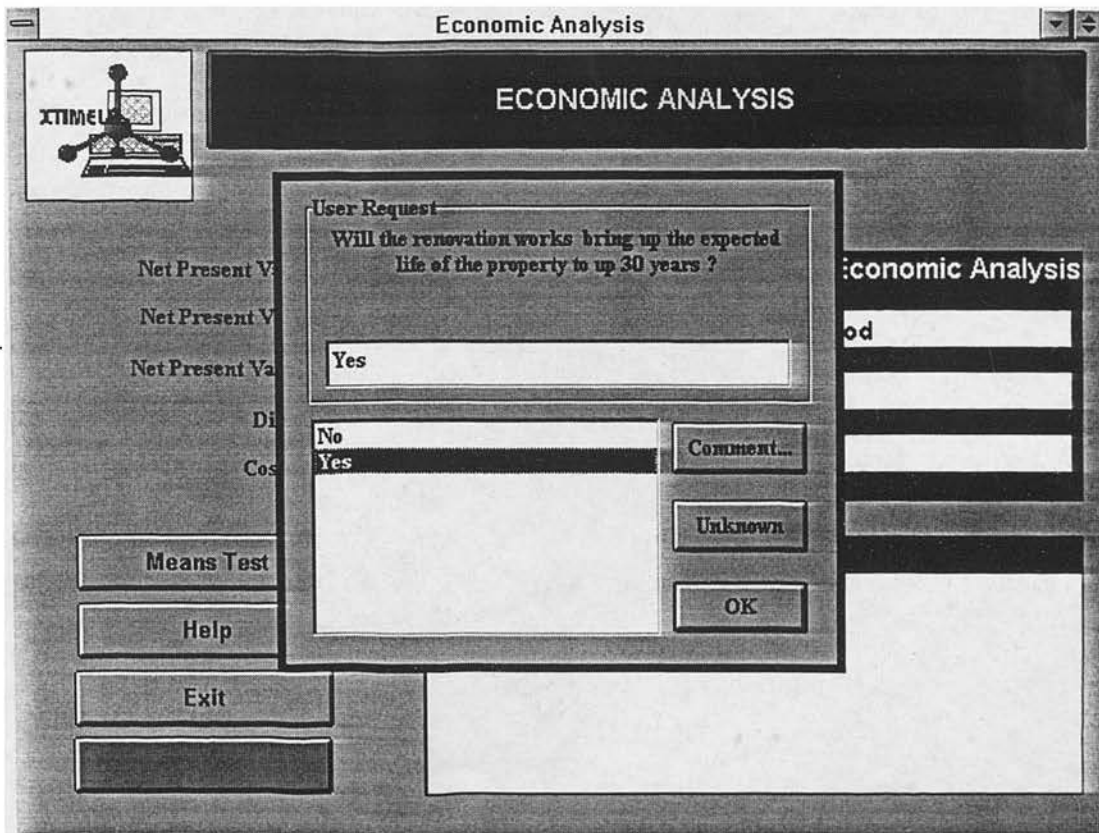 Economic Analysis
ECONOMIC ANALYSIS
User Request
Will the renovation works bring up the expected
life of the property to up 30 years ?
Yes
No
Yes
Comment...
Unknown
OK
Net Present V
Net Present V
Net Present Va
Di
Cos
Economic Analysis
od
Means Test
Help
Exit